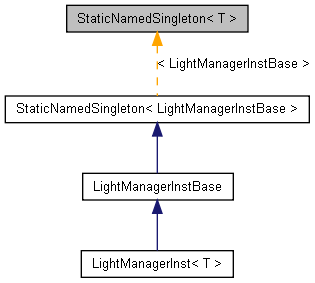 StaticNamedSingleton< T >
< LightManagerInstBase >
StaticNamedSingleton< LightManagerInstBase >
LightManagerInstBase
LightManagerInst< T >